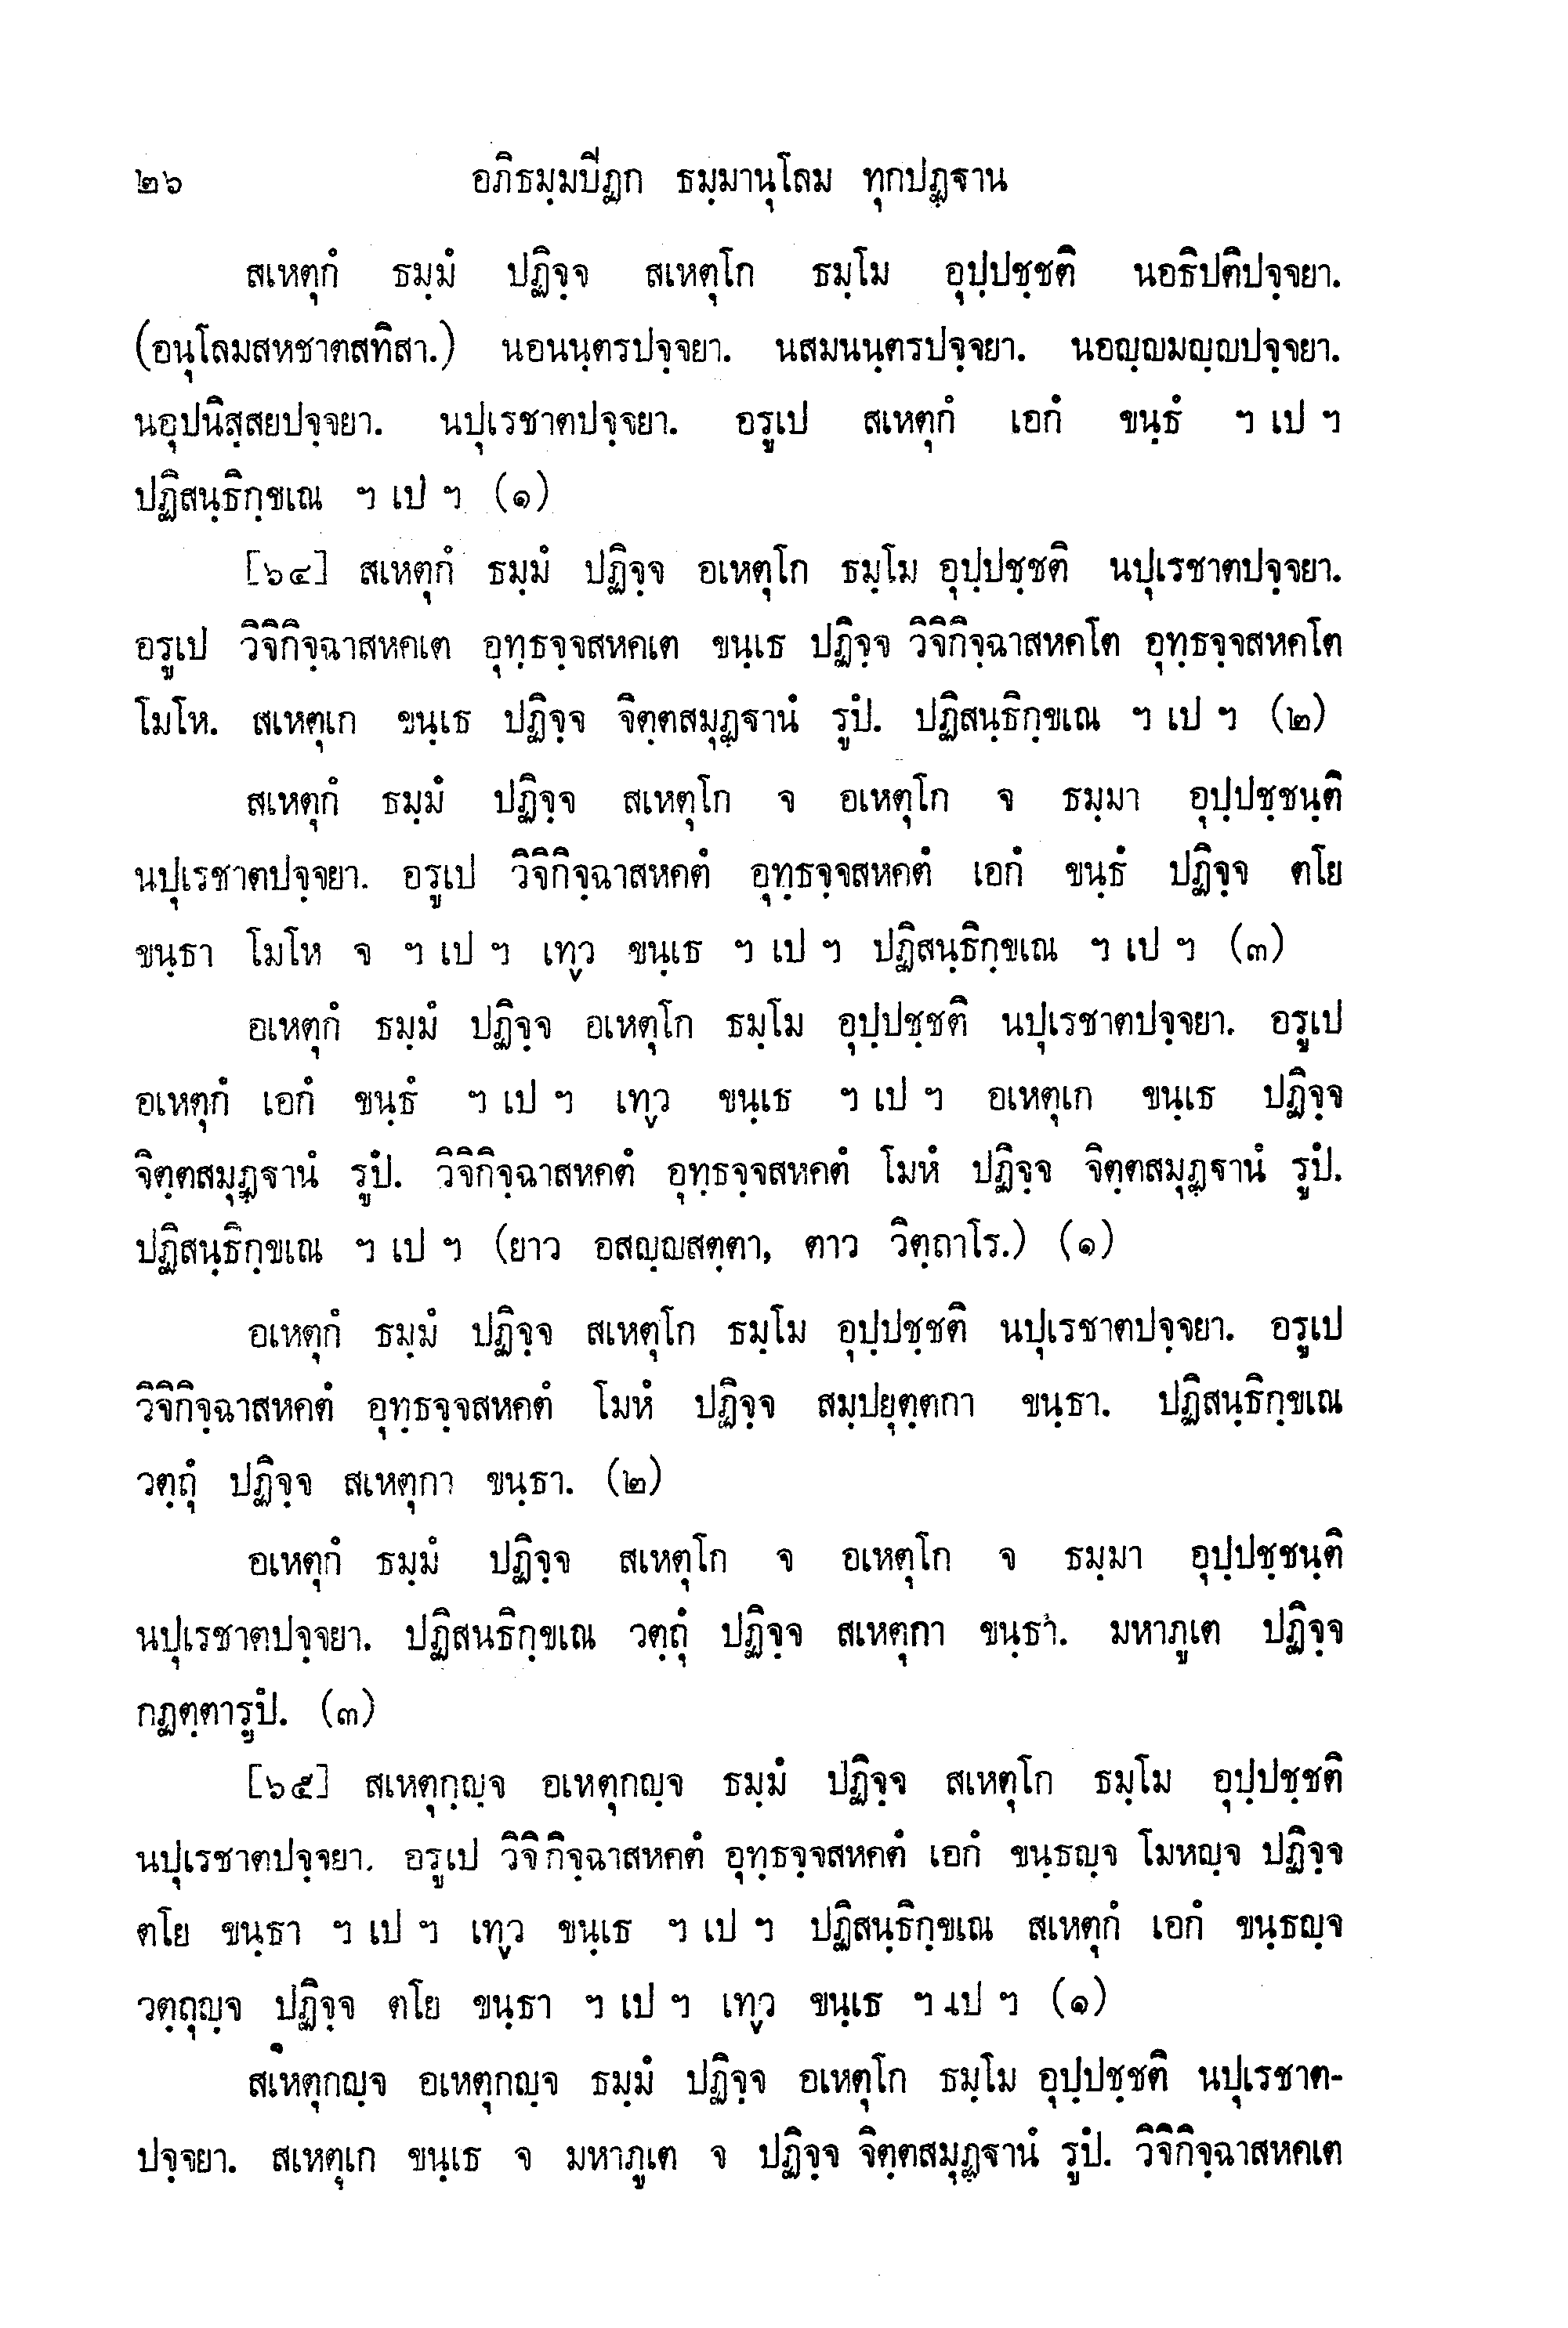 ๒๖ อภิธมฺมปีฏก ธมฺมานุโลม ทุกปฏฺฐาน
สเหตุกํ ธมฺมํ ปฏิจฺจ สเหตุโก ธมฺโม อุปฺปชฺชติ นอธิปติปจฺจยา.
(อนุโลมสหชาตสทิสา.) นอนนฺตรปจฺจยา. นสมนนฺตรปจฺจยา. นอญฺญมญฺญปจฺจยา.
นอุปนิสฺสยปจฺจยา. นปุเรชาตปจฺจยา. อรูเป สเหตุกํ เอกํ ขนฺธํ ฯ เป ฯ
ปฏิสนฺธิกฺขเณ ฯ เป ฯ (๑)
[๖๔] สเหตุกํ ธมฺมํ ปฏิจฺจ อเหตุโก ธมฺโม อุปฺปชฺชติ นปุเรชาตปจฺจยา.
อรูเป วิจิกิจฺฉาสหคเต อุทฺธจฺจสหคเต ขนฺเธ ปฏิจฺจ วิจิกิจฺฉาสหคโต อุทฺธจฺจสหคโต
โมโห. สเหตุเก ขนฺเธ ปฏิจฺจ จิตฺตสมุฏฺฐานํ รูปํ. ปฏิสนฺธิกฺขเณ ฯ เป ฯ (๒)
สเหตุกํ ธมฺมํ ปฏิจฺจ สเหตุโก จ อเหตุโก จ ธมฺมา อุปฺปชฺชนฺติ
นปุเรชาตปจฺจยา. อรูเป วิจิกิจฺฉาสหคตํ อุทฺธจฺจสหคตํ เอกํ ขนฺธํ ปฏิจฺจ ตโย
ขนฺธา โมโห จ ฯ เป ฯ เทฺว ขนฺเธ ฯ เป ฯ ปฏิสนฺธิกฺขเณ ฯ เป ฯ (๓)
อเหตุกํ ธมฺมํ ปฏิจฺจ อเหตุโก ธมฺโม อุปฺปชฺชติ นปุเรชาตปจฺจยา. อรูเป
อเหตุกํ เอกํ ขนฺธํ ฯ เป ฯ เทฺว ขนฺเธ ฯ เป ฯ อเหตุเก ขนฺเธ ปฏิจฺจ
จิตฺตสมุฏฺฐานํ รูปํ. วิจิกิจฺฉาสหคตํ อุทฺธจฺจสหคตํ โมหํ ปฏิจฺจ จิตฺตสมุฏฺฐานํ รูปํ.
ปฏิสนฺธิกฺขเณ ฯ เป ฯ (ยาว อสญฺญสตฺตา, ตาว วิตฺถาโร.) (๑)
อเหตุกํ ธมฺมํ ปฏิจฺจ สเหตุโก ธมฺโม อุปฺปชฺชติ นปุเรชาตปจฺจยา. อรูเป
วิจิกิจฺฉาสหคตํ อุทฺธจฺจสหคตํ โมหํ ปฏิจฺจ สมฺปยุตฺตกา ขนฺธา. ปฏิสนฺธิกฺขเณ
วตฺถุํ ปฏิจฺจ สเหตุกา ขนฺธา. (๒)
อเหตุกํ ธมฺมํ ปฏิจฺจ สเหตุโก จ อเหตุโก จ ธมฺมา อุปฺปชฺชนฺติ
นปุเรชาตปจฺจยา. ปฏิสนธิกฺขเณ วตฺถุํ ปฏิจฺจ สเหตุกา ขนฺธา. มหาภูเต ปฏิจฺจ
กฏตฺตารูปํ. (๓)
[๖๕] สเหตุกฺญฺจ อเหตุกญฺจ ธมฺมํ ปฏิจฺจ สเหตุโก ธมฺโม อุปฺปชฺชติ
นปุเรชาตปจฺจยา. อรูเป วิจิกิจฺฉาสหคตํ อุทฺธจฺจสหคตํ เอกํ ขนฺธญฺจ โมหญฺจ ปฏิจฺจ
ตโย ขนฺธา ฯ เป ฯ เทฺว ขนฺเธ ฯ เป ฯ ปฏิสนฺธิกฺขเณ สเหตุกํ เอกํ ขนฺธญฺจ
วตฺถุญฺจ ปฏิจฺจ ตโย ขนฺธา ฯ เป ฯ เทฺว ขนฺเธ ฯ เป ฯ (๑)
สเหตุกญฺจ อเหตุกญฺจ ธมฺมํ ปฏิจฺจ อเหตุโก ธมฺโม อุปฺปชฺชติ นปุเรชาต-
ปจฺจยา. สเหตุเก ขนฺเธ จ มหาภูเต จ ปฏิจฺจ จิตฺตสมุฏฺฐานํ รูปํ. วิจิกิจฺฉาสหคเต